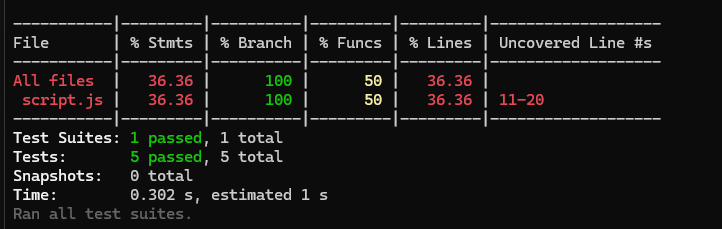 -----------|---------|----------|---------|---------|-------------------
File       | % Stmts | % Branch | % Funcs | % Lines | Uncovered Line #s
-----------|---------|----------|---------|---------|-------------------
All files  |   36.36 |      100 |      50 |   36.36 |
 script.js |   36.36 |      100 |      50 |   36.36 | 11-20
-----------|---------|----------|---------|---------|-------------------
Test Suites: 1 passed, 1 total
Tests:       5 passed, 5 total
Snapshots:   0 total
Time:        0.302 s, estimated 1 s
Ran all test suites.